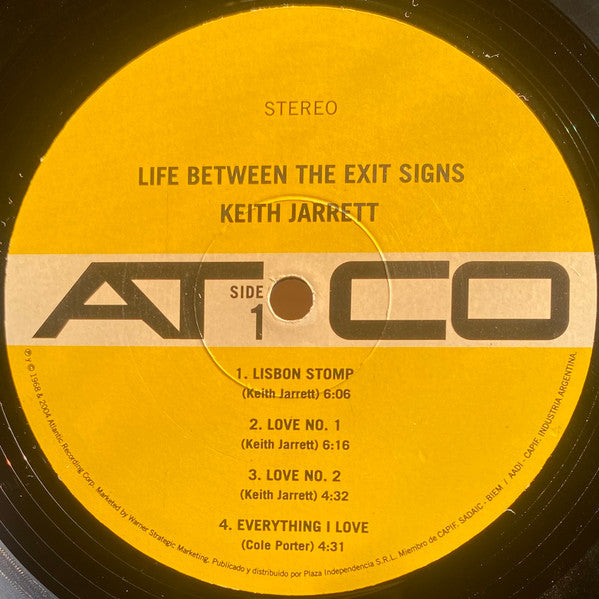 STEREO
LIFE BETWEEN THE EXIT SIGNS
KEITH JARRETT
ATCO
SIDE
1
1. LISBON STOMP
(Keith Jarrett) 6:06
2. LOVE NO. 1
(Keith Jarrett) 6:16
3. LOVE NO. 2
(Keith Jarrett) 4:32
4. EVERYTHING I LOVE
(Cole Porter) 4:31
℗ y © 1968 & 2004 Atlantic Recording Corp. Marketed by Warner Strategic Marketing. Publicado y distribuido por Plaza Independencia S.R.L. Miembro de CAPIF. SADAIC - BIEM / AADI - CAPIF. INDUSTRIA ARGENTINA.